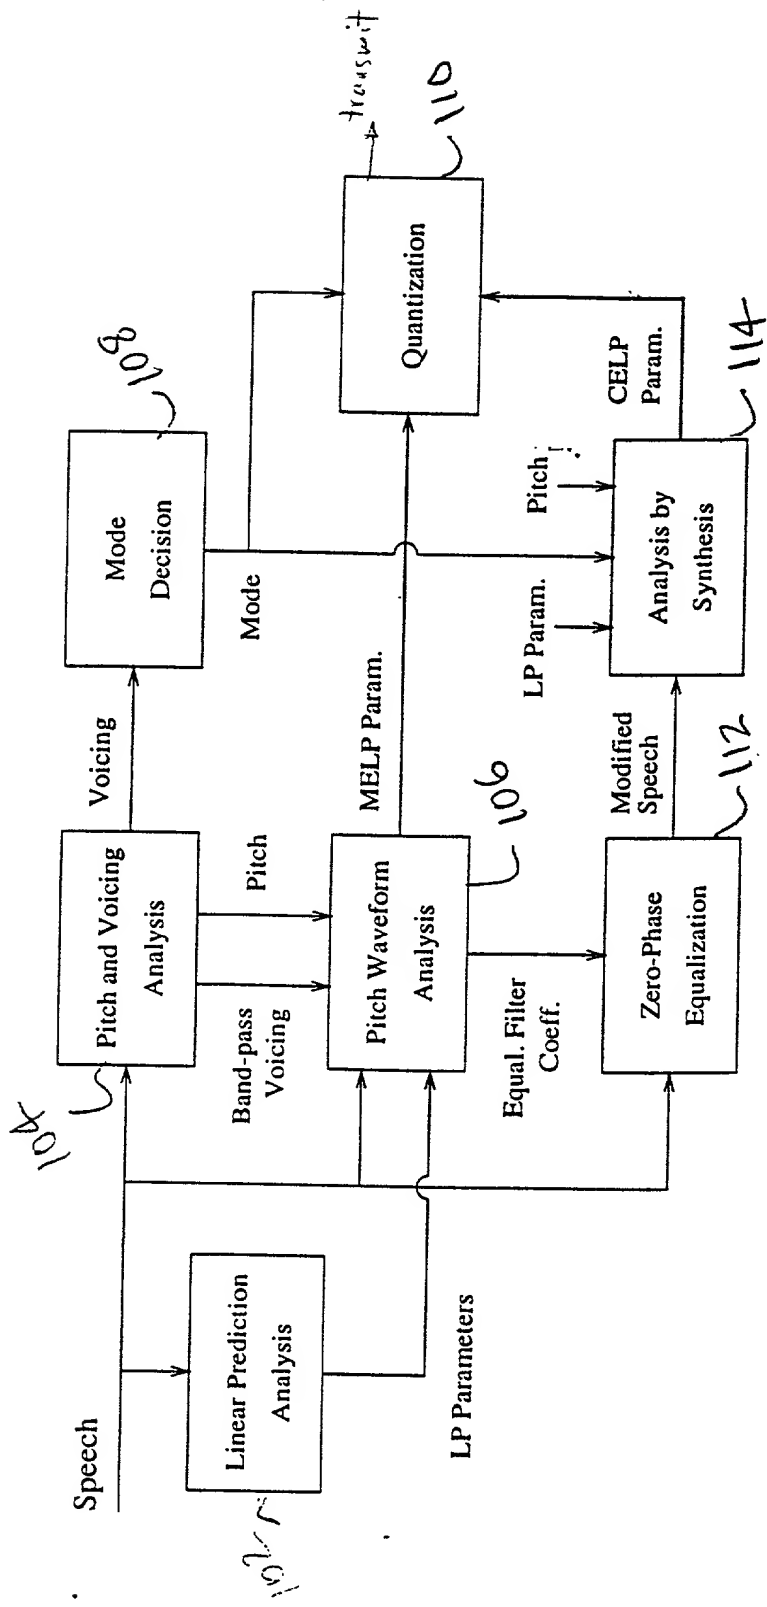 Speech
102
Linear Prediction
Analysis
LP Parameters
104
Pitch and Voicing
Analysis
Band-pass
Voicing
Pitch
Pitch Waveform
Analysis
106
Equal. Filter
Coeff.
Zero-Phase
Equalization
112
Voicing
Mode
Decision
108
Mode
MELP Param.
Modified
Speech
LP Param.
Pitch
Analysis by
Synthesis
114
CELP
Param.
Quantization
110
transmit